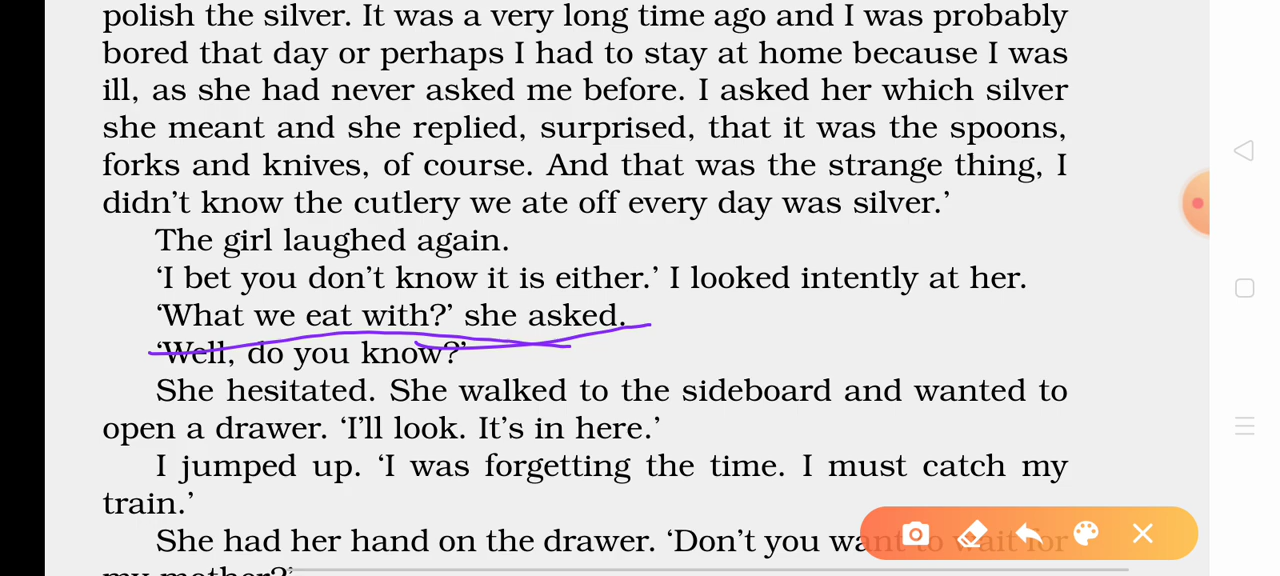 polish the silver. It was a very long time ago and I was probably
bored that day or perhaps I had to stay at home because I was
ill, as she had never asked me before. I asked her which silver
she meant and she replied, surprised, that it was the spoons,
forks and knives, of course. And that was the strange thing, I
didn’t know the cutlery we ate off every day was silver.’
The girl laughed again.
‘I bet you don’t know it is either.’ I looked intently at her.
‘What we eat with?’ she asked.
‘Well, do you know?’
She hesitated. She walked to the sideboard and wanted to
open a drawer. ‘I’ll look. It’s in here.’
I jumped up. ‘I was forgetting the time. I must catch my
train.’
She had her hand on the drawer. ‘Don’t you want to wait for
my mother?’